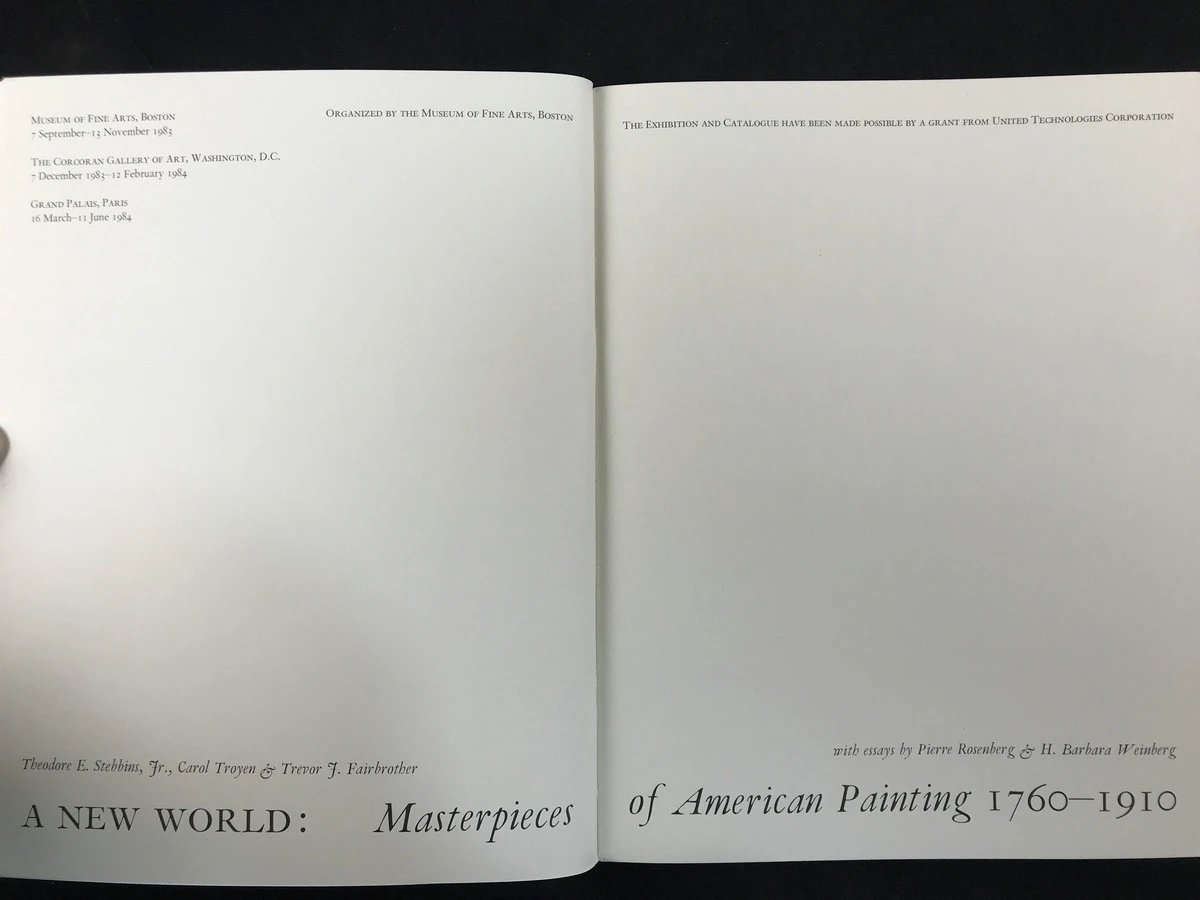 Museum of Fine Arts, Boston
7 September–13 November 1983
The Corcoran Gallery of Art, Washington, D.C.
7 December 1983–12 February 1984
Grand Palais, Paris
16 March–11 June 1984
Organized by the Museum of Fine Arts, Boston
Theodore E. Stebbins, Jr., Carol Troyen & Trevor J. Fairbrother
A NEW WORLD: Masterpieces
The Exhibition and Catalogue have been made possible by a grant from United Technologies Corporation
with essays by Pierre Rosenberg & H. Barbara Weinberg
of American Painting 1760–1910